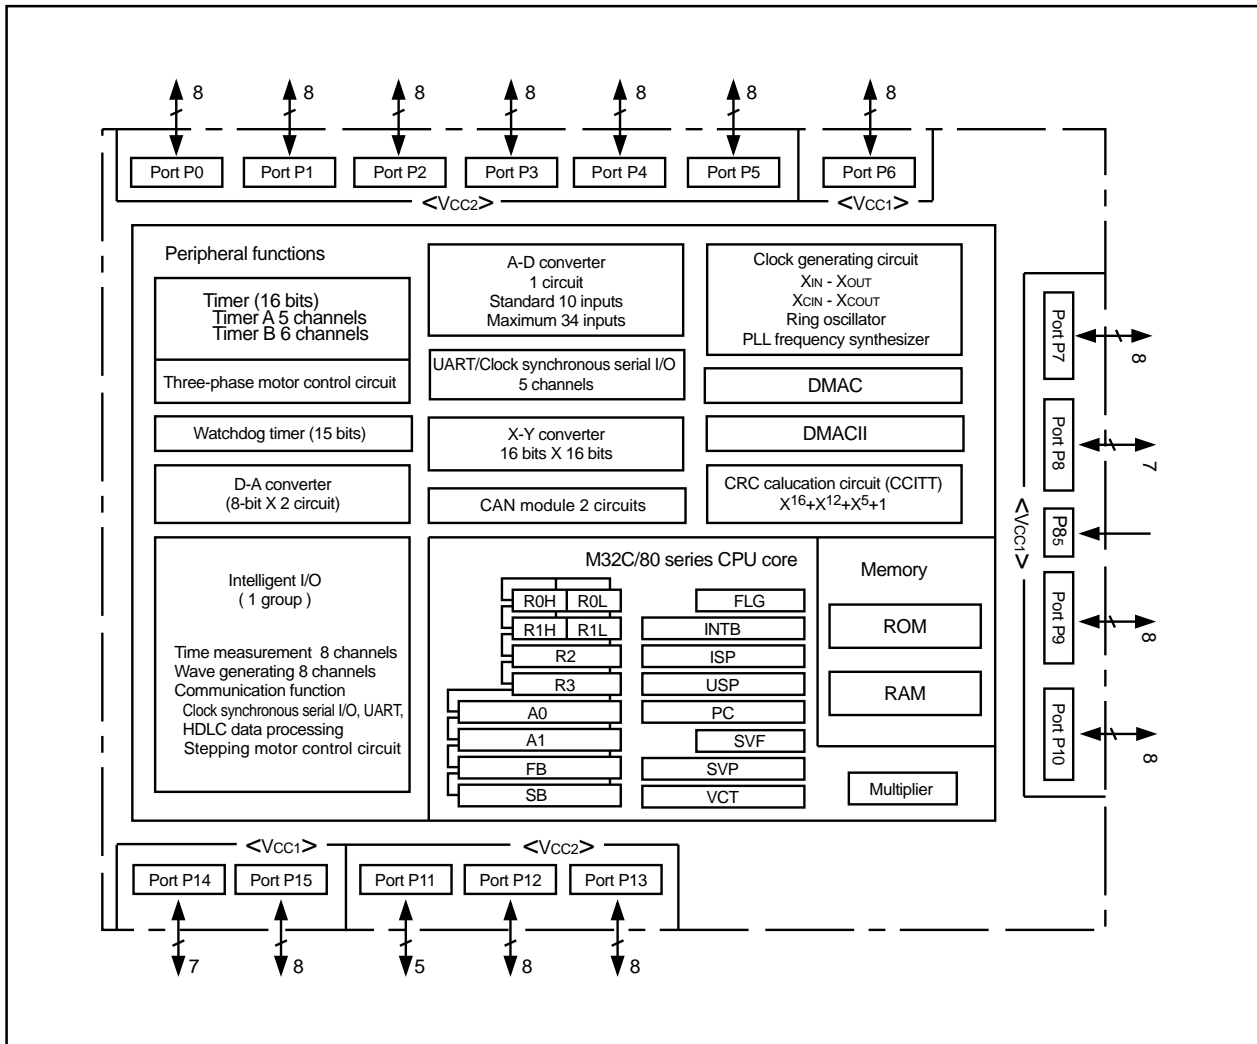 8 8 8 8 8 8 8
Port P0 Port P1 Port P2 Port P3 Port P4 Port P5 Port P6
<VCC2> <VCC1>
Peripheral functions
Timer (16 bits)
Timer A 5 channels
Timer B 6 channels
Three-phase motor control circuit
Watchdog timer (15 bits)
D-A converter
(8-bit X 2 circuit)
Intelligent I/O
( 1 group )
Time measurement 8 channels
Wave generating 8 channels
Communication function
Clock synchronous serial I/O, UART,
HDLC data processing
Stepping motor control circuit
A-D converter
1 circuit
Standard 10 inputs
Maximum 34 inputs
UART/Clock synchronous serial I/O
5 channels
X-Y converter
16 bits X 16 bits
CAN module 2 circuits
Clock generating circuit
XIN - XOUT
XCIN - XCOUT
Ring oscillator
PLL frequency synthesizer
DMAC
DMACII
CRC calucation circuit (CCITT)
X16+X12+X5+1
M32C/80 series CPU core
R0H R0L
R1H R1L
R2
R3
A0
A1
FB
SB
FLG
INTB
ISP
USP
PC
SVF
SVP
VCT
Memory
ROM
RAM
Multiplier
<VCC1>
Port P7 8
Port P8 7
P85
Port P9 8
Port P10 8
<VCC1> <VCC2>
Port P14 Port P15 Port P11 Port P12 Port P13
7 8 5 8 8